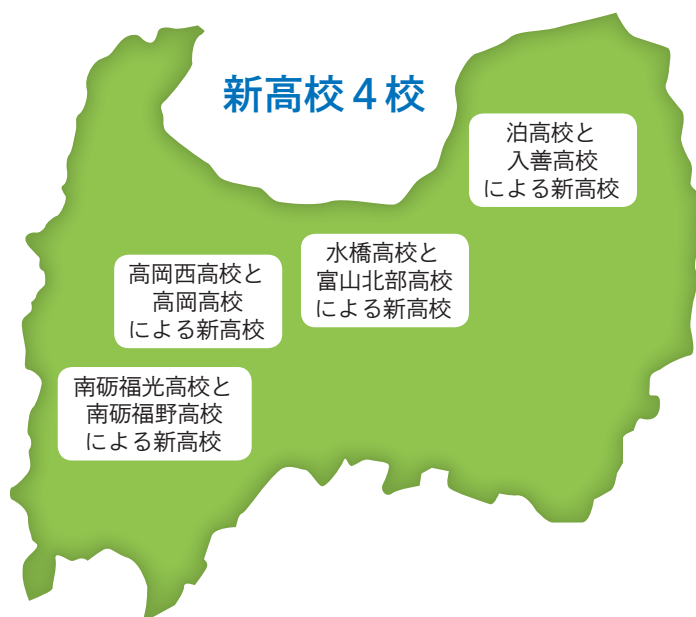 新高校４校
泊高校と
入善高校
による新高校
水橋高校と
富山北部高校
による新高校
高岡西高校と
高岡高校
による新高校
南砺福光高校と
南砺福野高校
による新高校